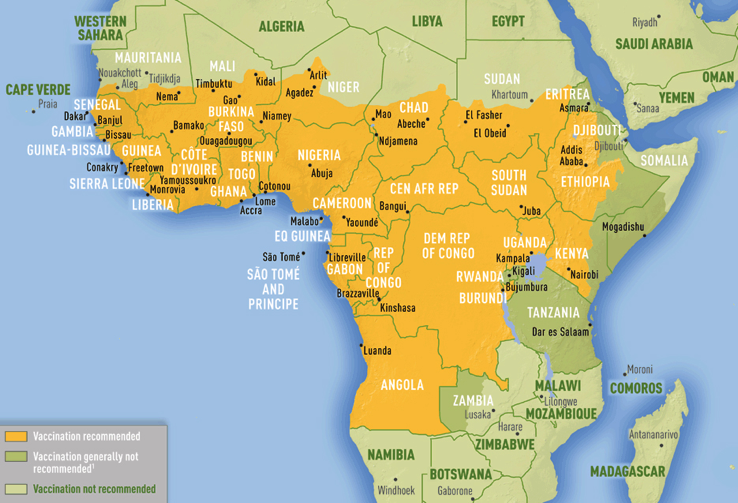 WESTERN
SAHARA
ALGERIA
LIBYA
EGYPT
Riyadh
SAUDI ARABIA
OMAN
YEMEN
Sanaa
MAURITANIA
Nouakchott
Tidjikdja
Aleg
MALI
Timbuktu
Kidal
Arlit
Agadez
NIGER
SUDAN
Khartoum
ERITREA
Asmara
CAPE VERDE
Praia
SENEGAL
Dakar
Nema
Gao
BURKINA
FASO
Niamey
Mao
CHAD
Abeche
El Fasher
El Obeid
DJIBOUTI
Djibouti
GAMBIA
Banjul
Bissau
Bamako
Ouagadougou
Ndjamena
GUINEA-BISSAU
GUINEA
CÔTE
D'IVOIRE
BENIN
TOGO
NIGERIA
Abuja
Addis
Ababa
SOMALIA
Conakry
Freetown
Yamoussoukro
SIERRA LEONE
Monrovia
GHANA
Cotonou
Lome
Accra
LIBERIA
CAMEROON
CEN AFR REP
SOUTH
SUDAN
ETHIOPIA
Bangui
Juba
Malabo
Yaoundé
Mogadishu
EQ GUINEA
São Tomé
Libreville
GABON
REP
OF
CONGO
DEM REP
OF CONGO
UGANDA
Kampala
KENYA
Nairobi
SÃO TOMÉ
AND
PRINCIPE
RWANDA
Kigali
BURUNDI
Bujumbura
Brazzaville
Kinshasa
TANZANIA
Dar es Salaam
Luanda
ANGOLA
ZAMBIA
Lusaka
MALAWI
Lilongwe
Moroni
COMOROS
MOZAMBIQUE
Harare
ZIMBABWE
Antananarivo
MADAGASCAR
NAMIBIA
Windhoek
BOTSWANA
Gaborone
Vaccination recommended
Vaccination generally not
recommended¹
Vaccination not recommended